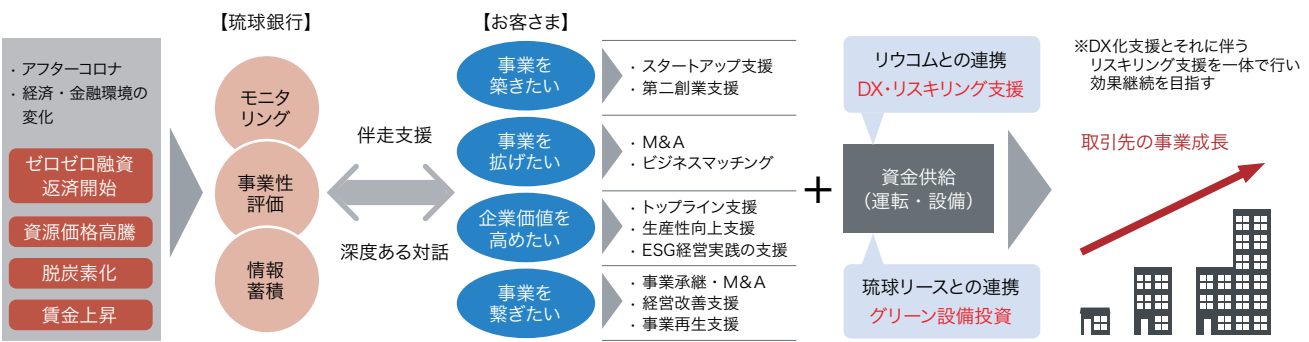 ・アフターコロナ
・経済・金融環境の
変化
ゼロゼロ融資
返済開始
資源価格高騰
脱炭素化
賃金上昇
【琉球銀行】
モニタ
リング
事業性
評価
情報
蓄積
伴走支援
深度ある対話
【お客さま】
事業を
築きたい
・スタートアップ支援
・第二創業支援
事業を
拡げたい
・M&A
・ビジネスマッチング
企業価値を
高めたい
・トップライン支援
・生産性向上支援
・ESG経営実践の支援
事業を
繋ぎたい
・事業承継・M&A
・経営改善支援
・事業再生支援
+
リウコムとの連携
DX・リスキリング支援
資金供給
（運転・設備）
琉球リースとの連携
グリーン設備投資
※DX化支援とそれに伴う
リスキリング支援を一体で行い
効果継続を目指す
取引先の事業成長